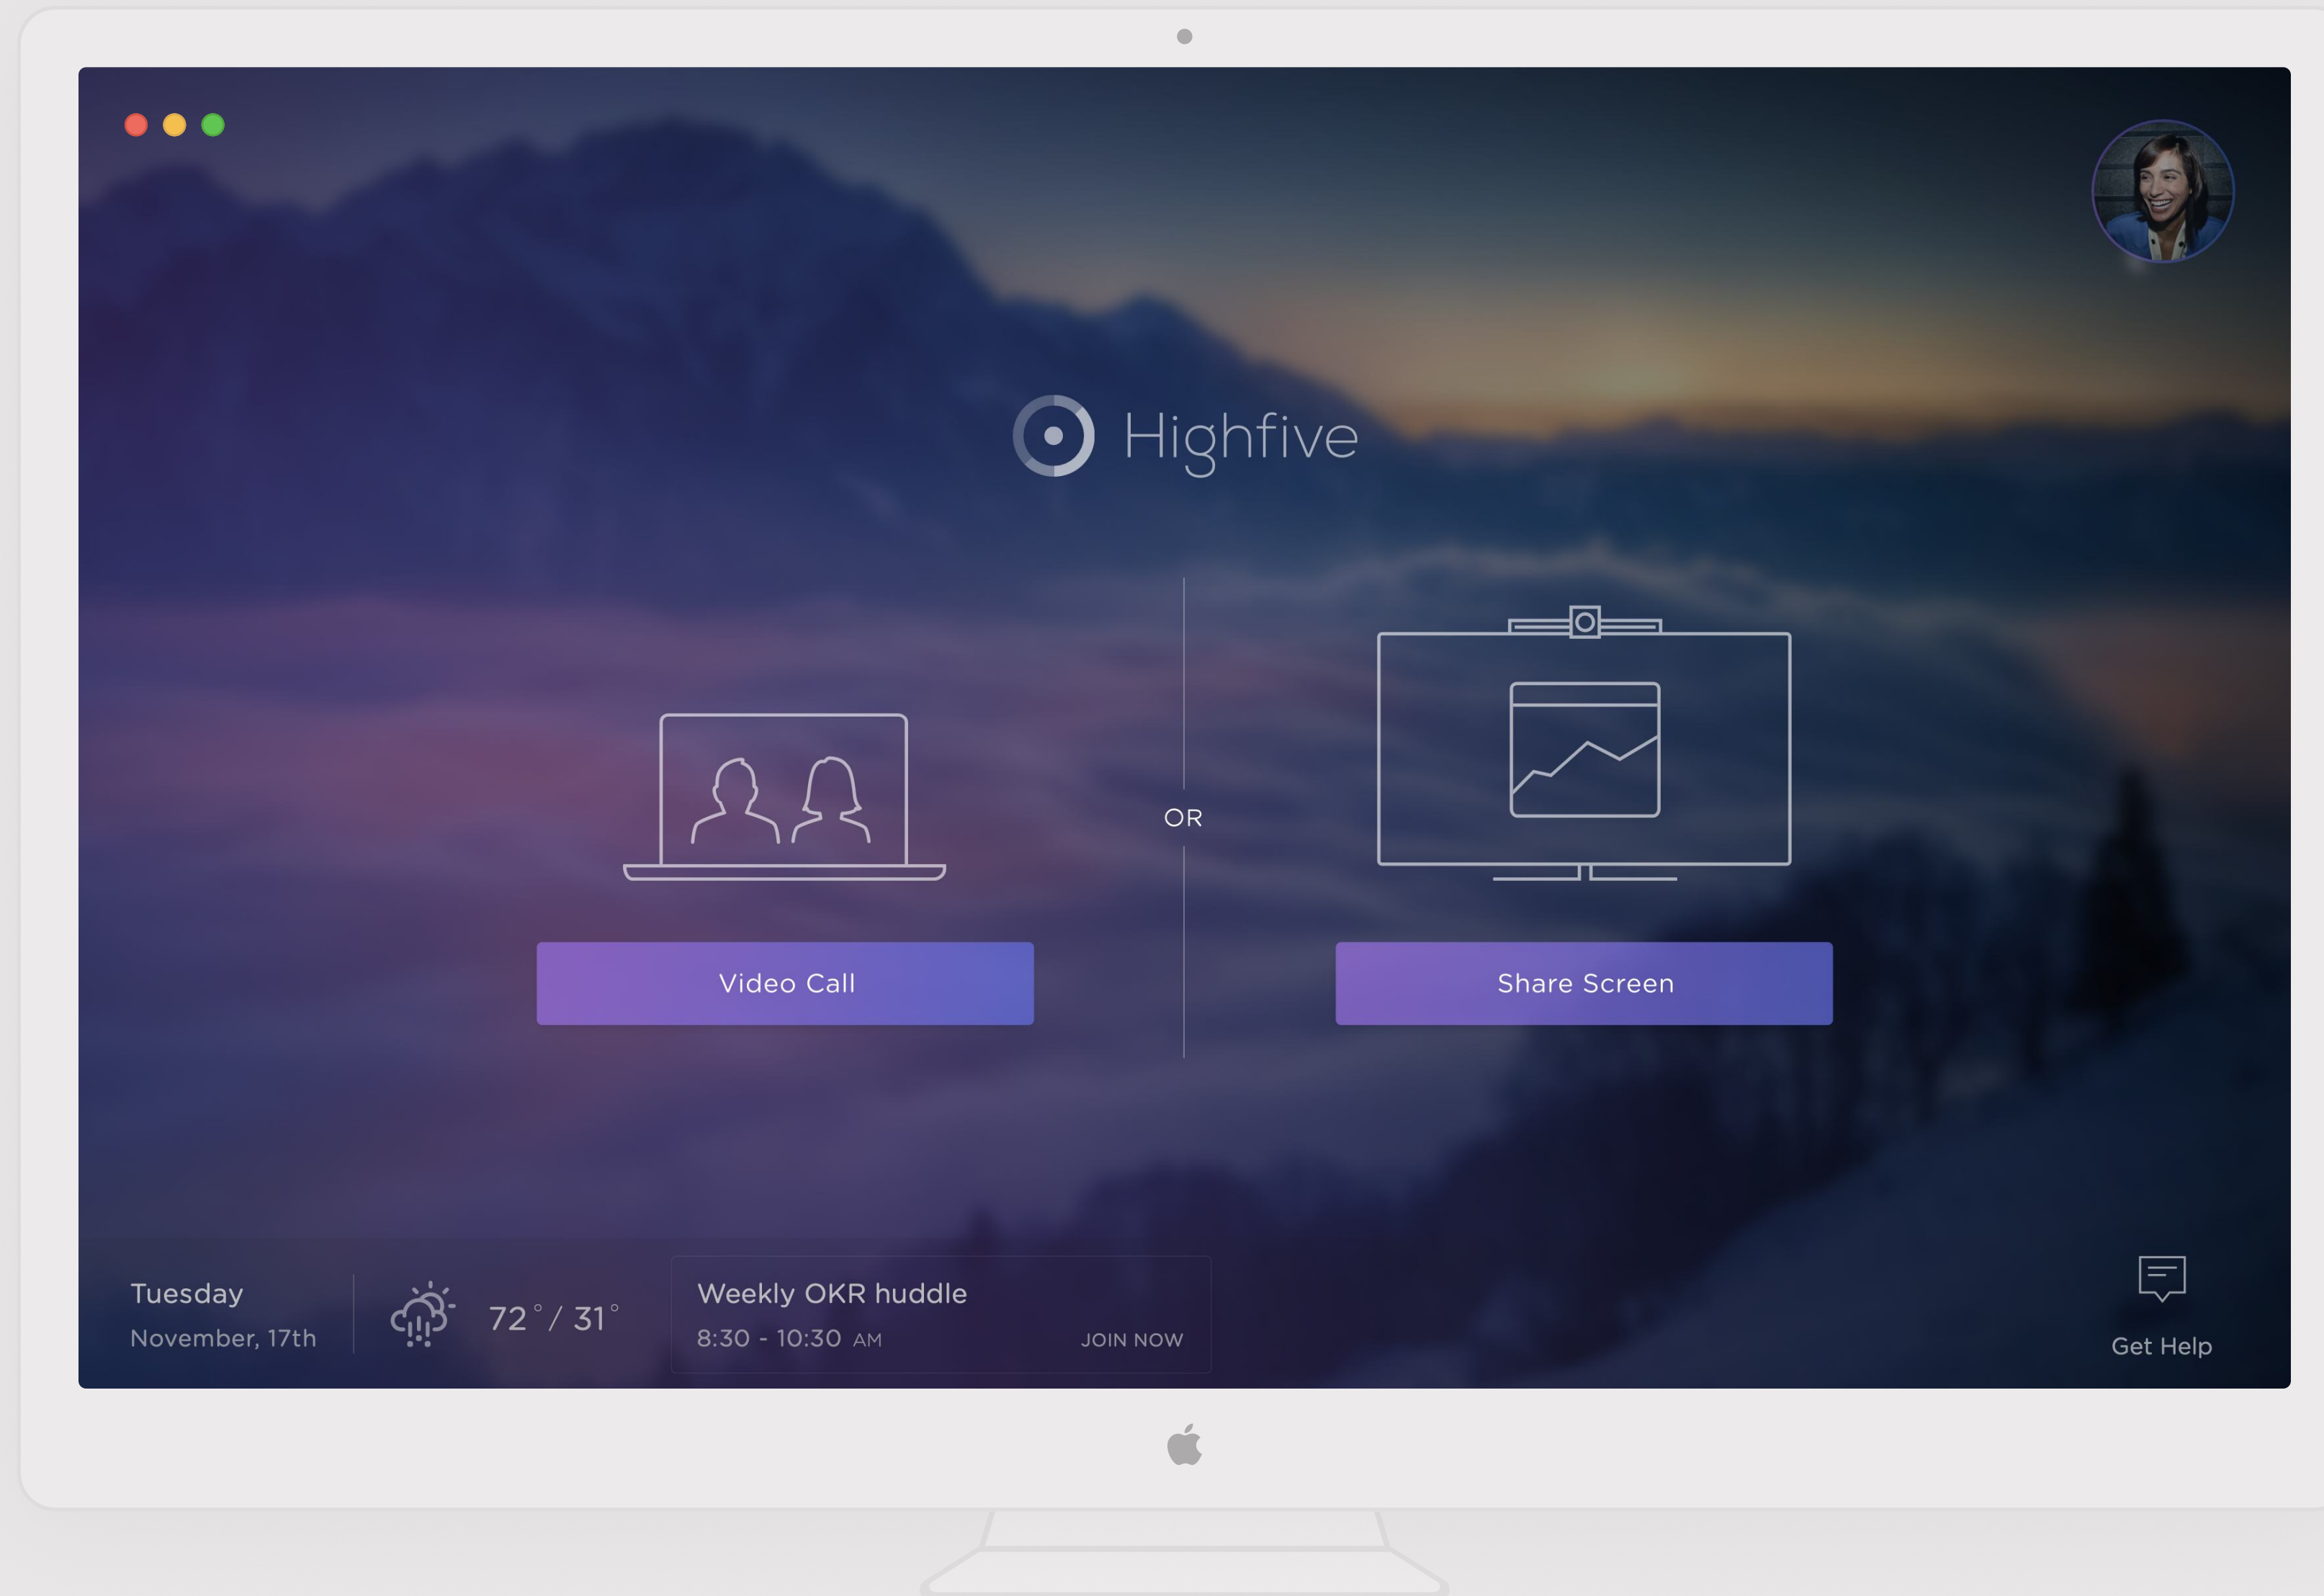 Highfive
OR
Video Call
Share Screen
Tuesday
November, 17th
72°/ 31°
Weekly OKR huddle
8:30 - 10:30 AM
JOIN NOW
Get Help